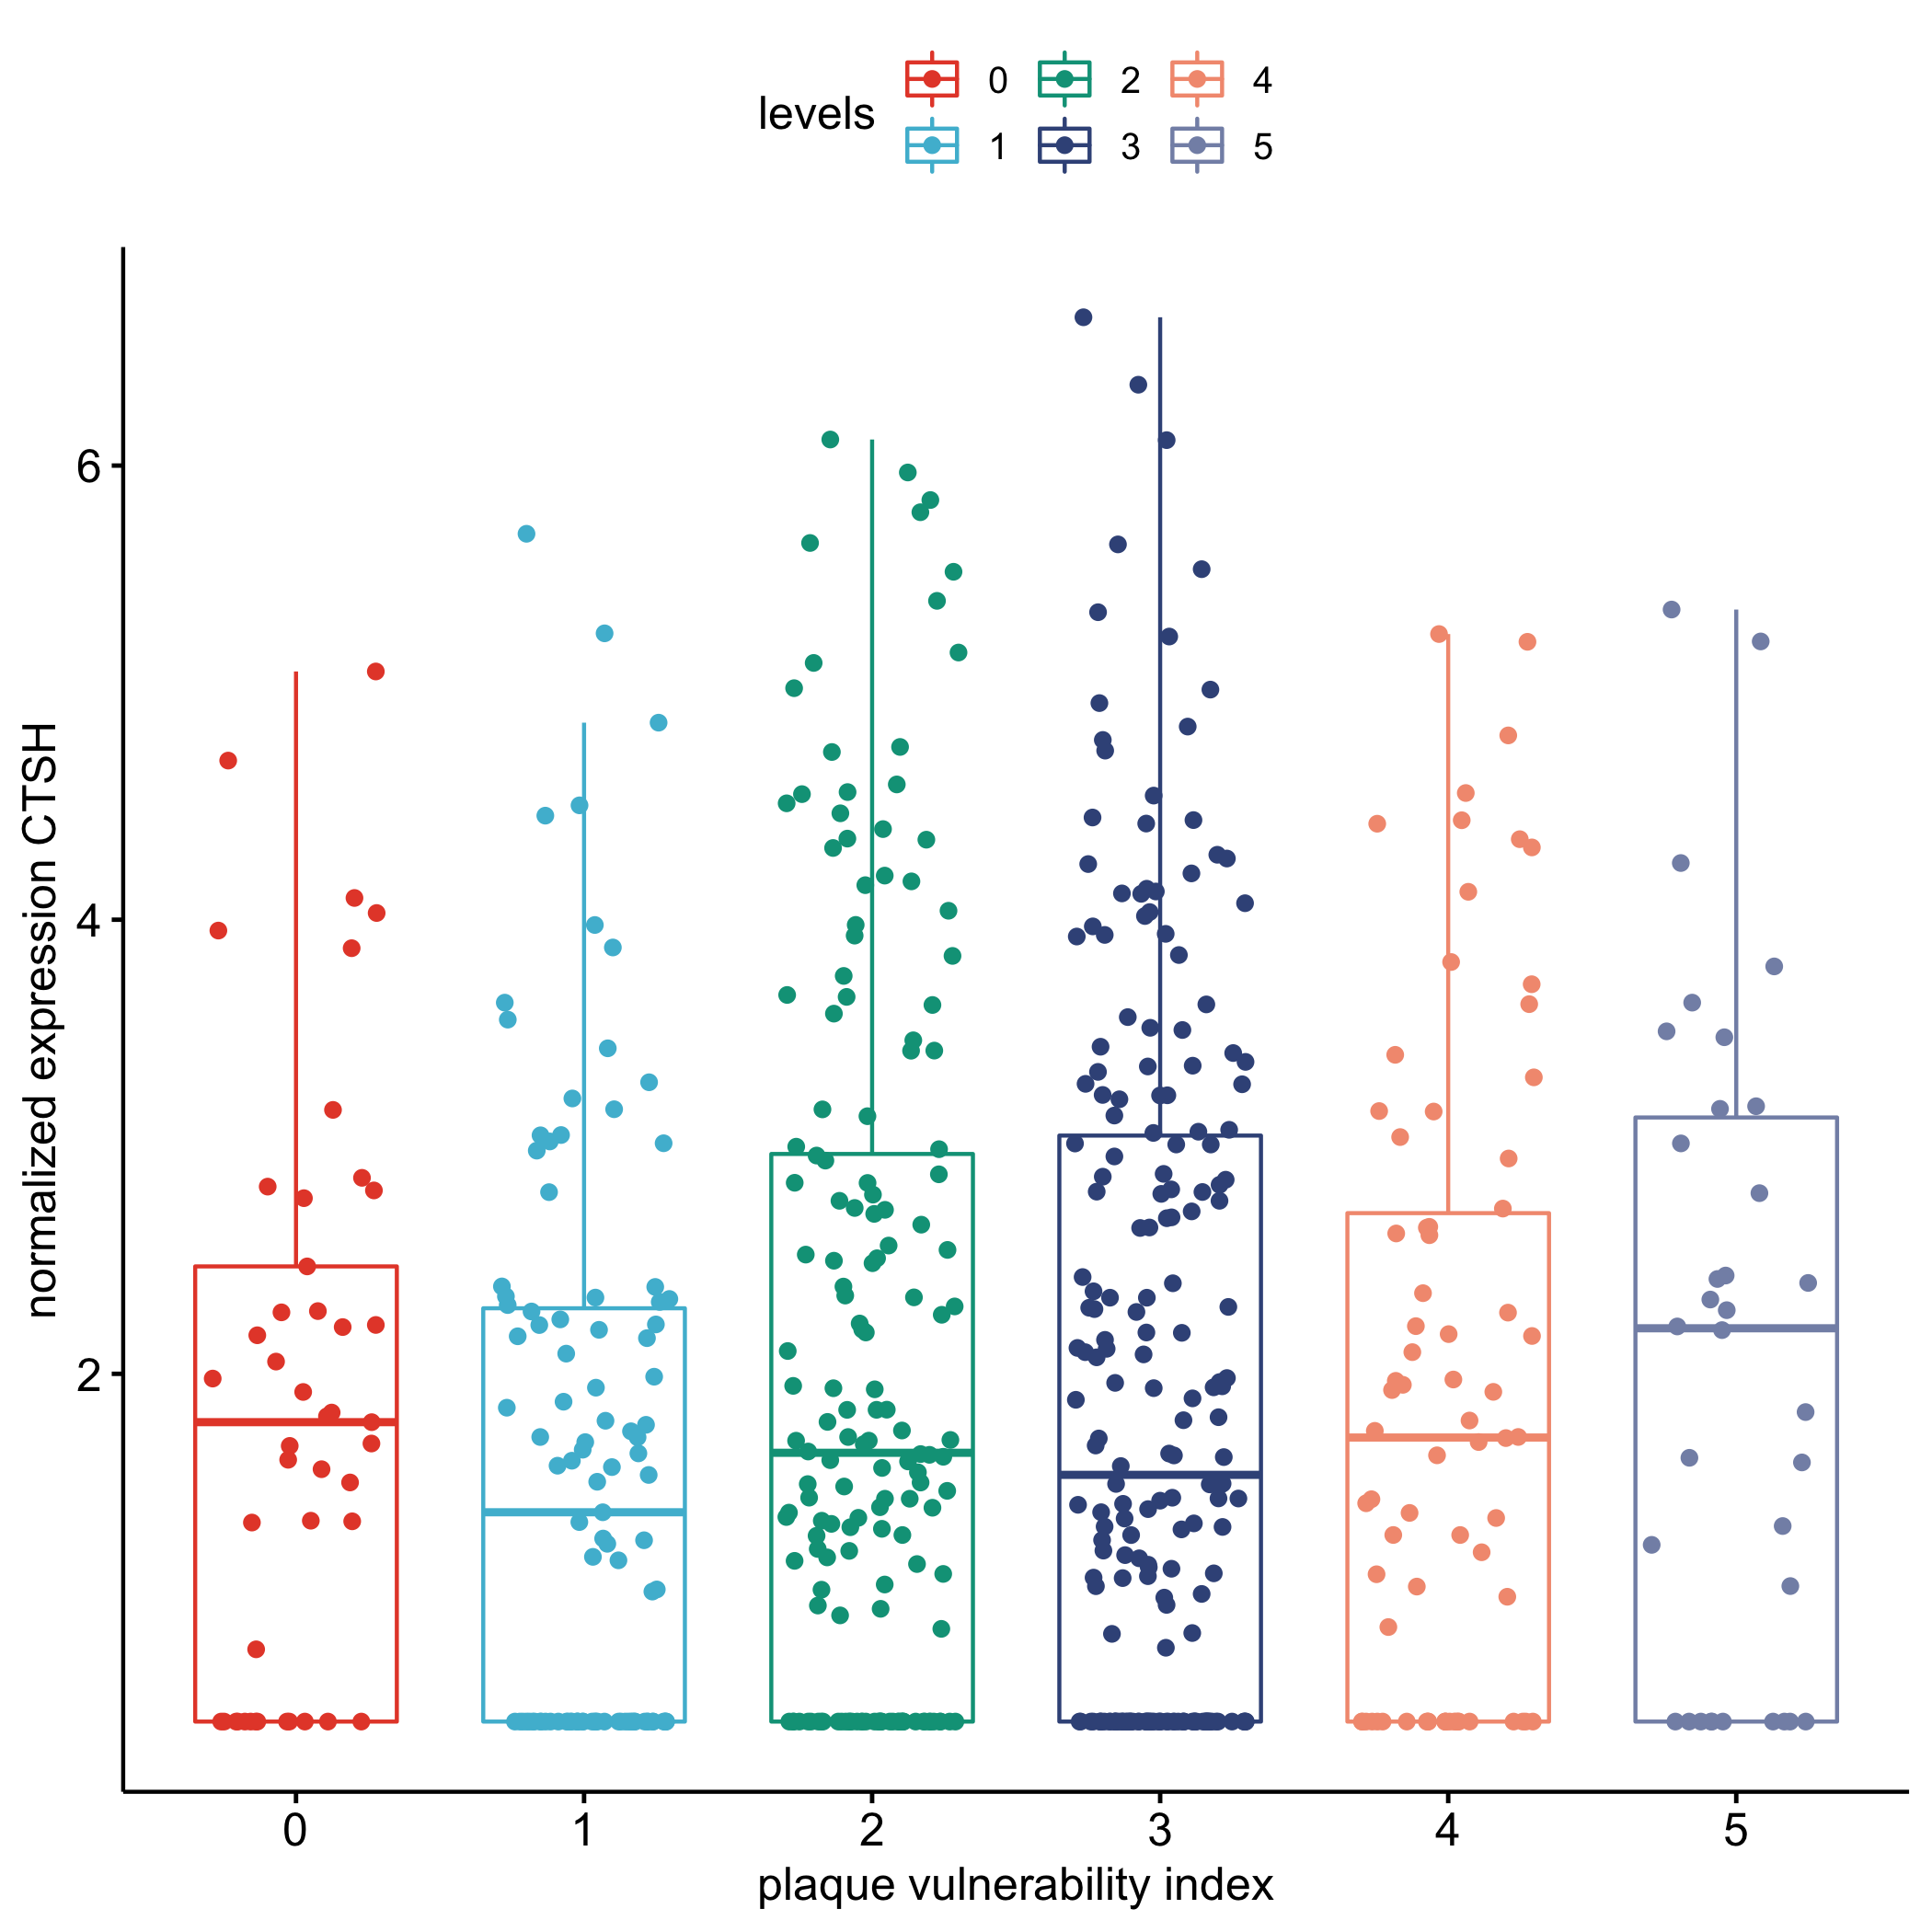 levels
0 2 4
1 3 5
normalized expression CTSH
6
4
2
0 1 2 3 4 5
plaque vulnerability index